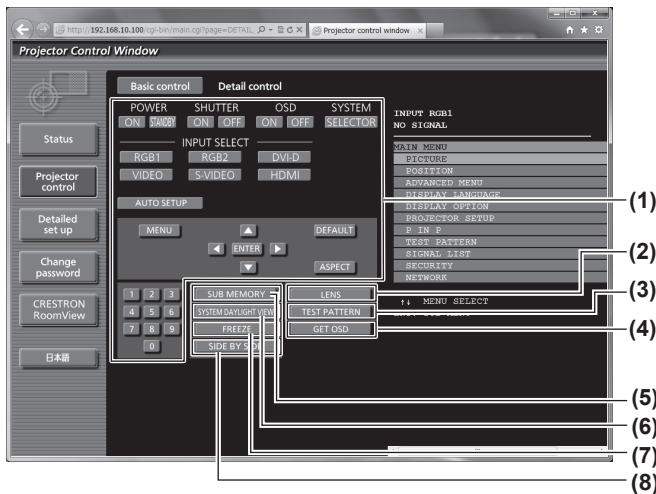 http://192.168.10.100/cgi-bin/main.cgi?page=DETAIL_
Projector control window
Projector Control Window
Basic control
Detail control
POWER SHUTTER OSD SYSTEM
ON STANDBY ON OFF ON OFF SELECTOR
INPUT SELECT
RGB1 RGB2 DVI-D
VIDEO S-VIDEO HDMI
AUTO SETUP
MENU DEFAULT
ENTER
ASPECT
1 2 3
4 5 6
7 8 9
0
SUB MEMORY
SYSTEM DAYLIGHT VIEW
FREEZE
SIDE BY SIDE
LENS
TEST PATTERN
GET OSD
Status
Projector
control
Detailed
set up
Change
password
CRESTRON
RoomView
日本語
INPUT RGB1
NO SIGNAL
MAIN MENU
PICTURE
POSITION
ADVANCED MENU
DISPLAY LANGUAGE
DISPLAY OPTION
PROJECTOR SETUP
P IN P
TEST PATTERN
SIGNAL LIST
SECURITY
NETWORK
↑↓ MENU SELECT
(1)
(2)
(3)
(4)
(5)
(6)
(7)
(8)